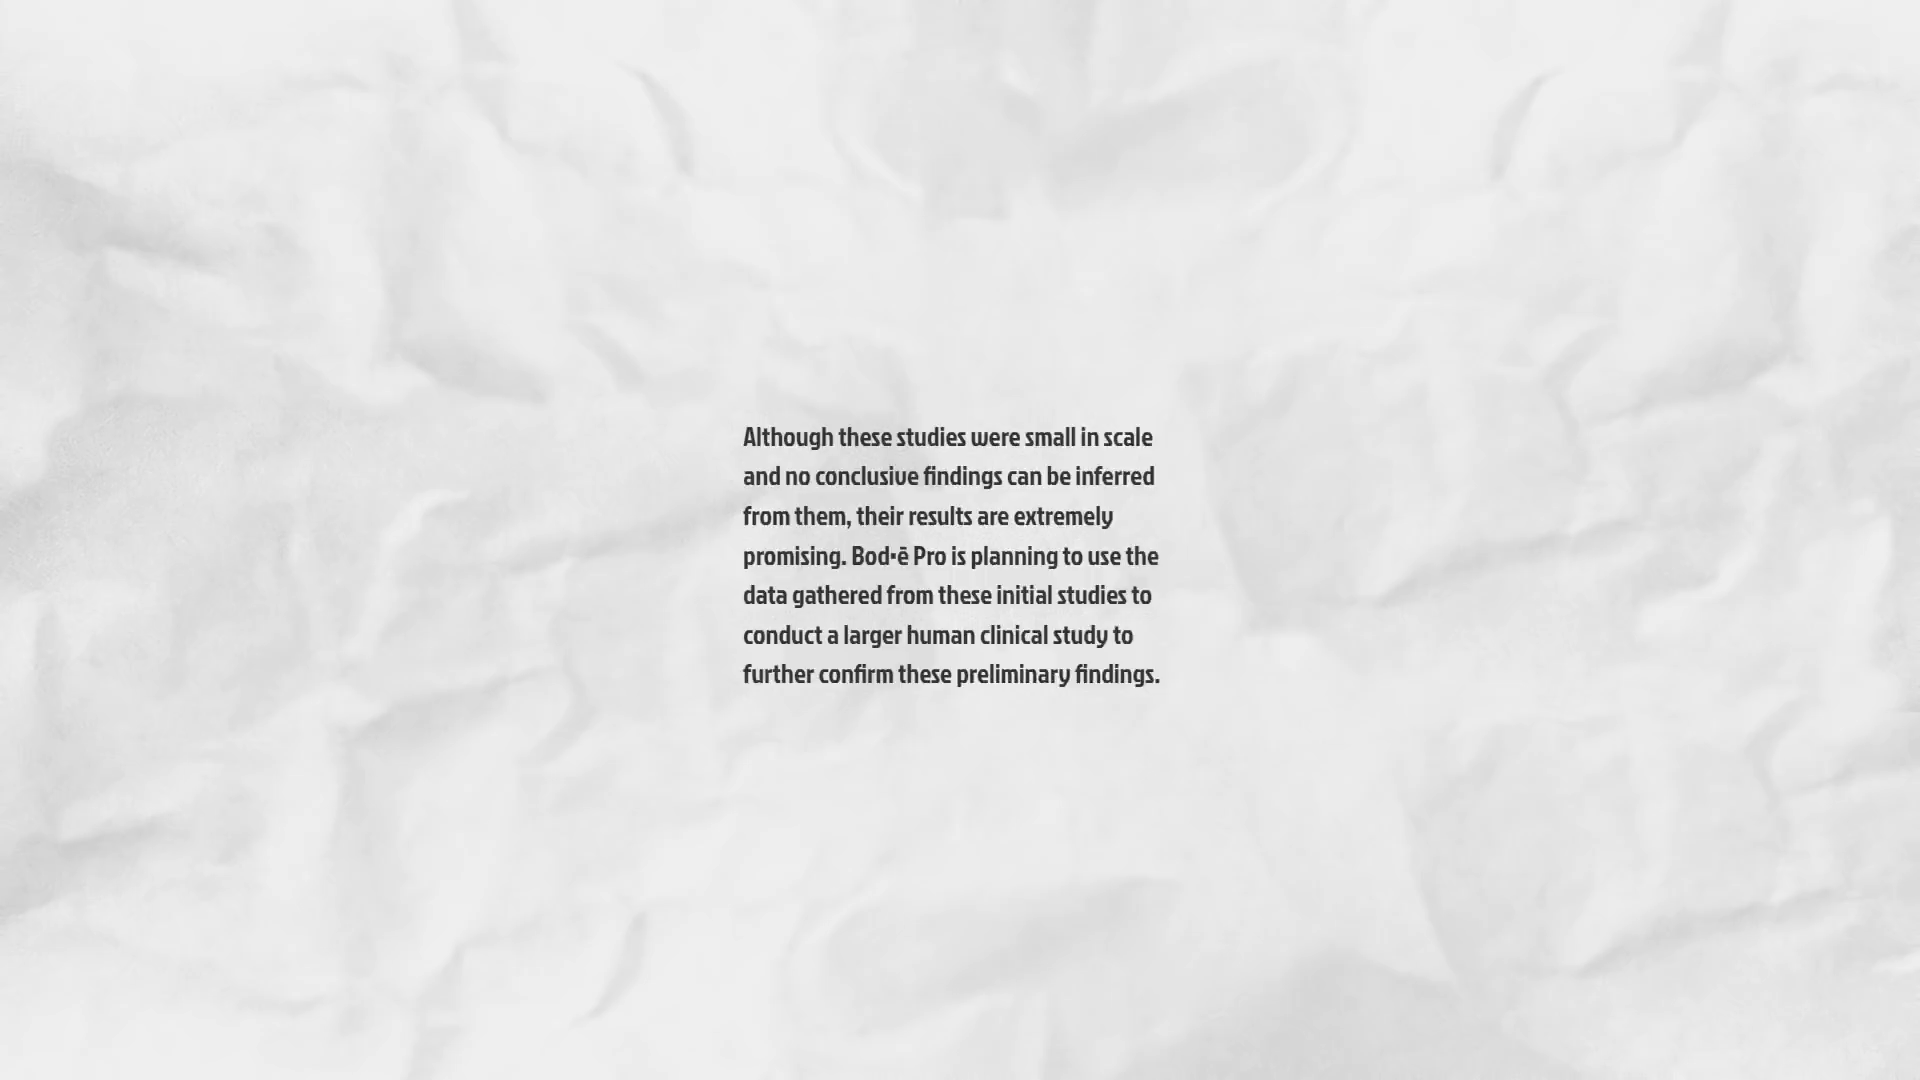 Although these studies were small in scale
and no conclusive findings can be inferred
from them, their results are extremely
promising. Bod•ē Pro is planning to use the
data gathered from these initial studies to
conduct a larger human clinical study to
further confirm these preliminary findings.